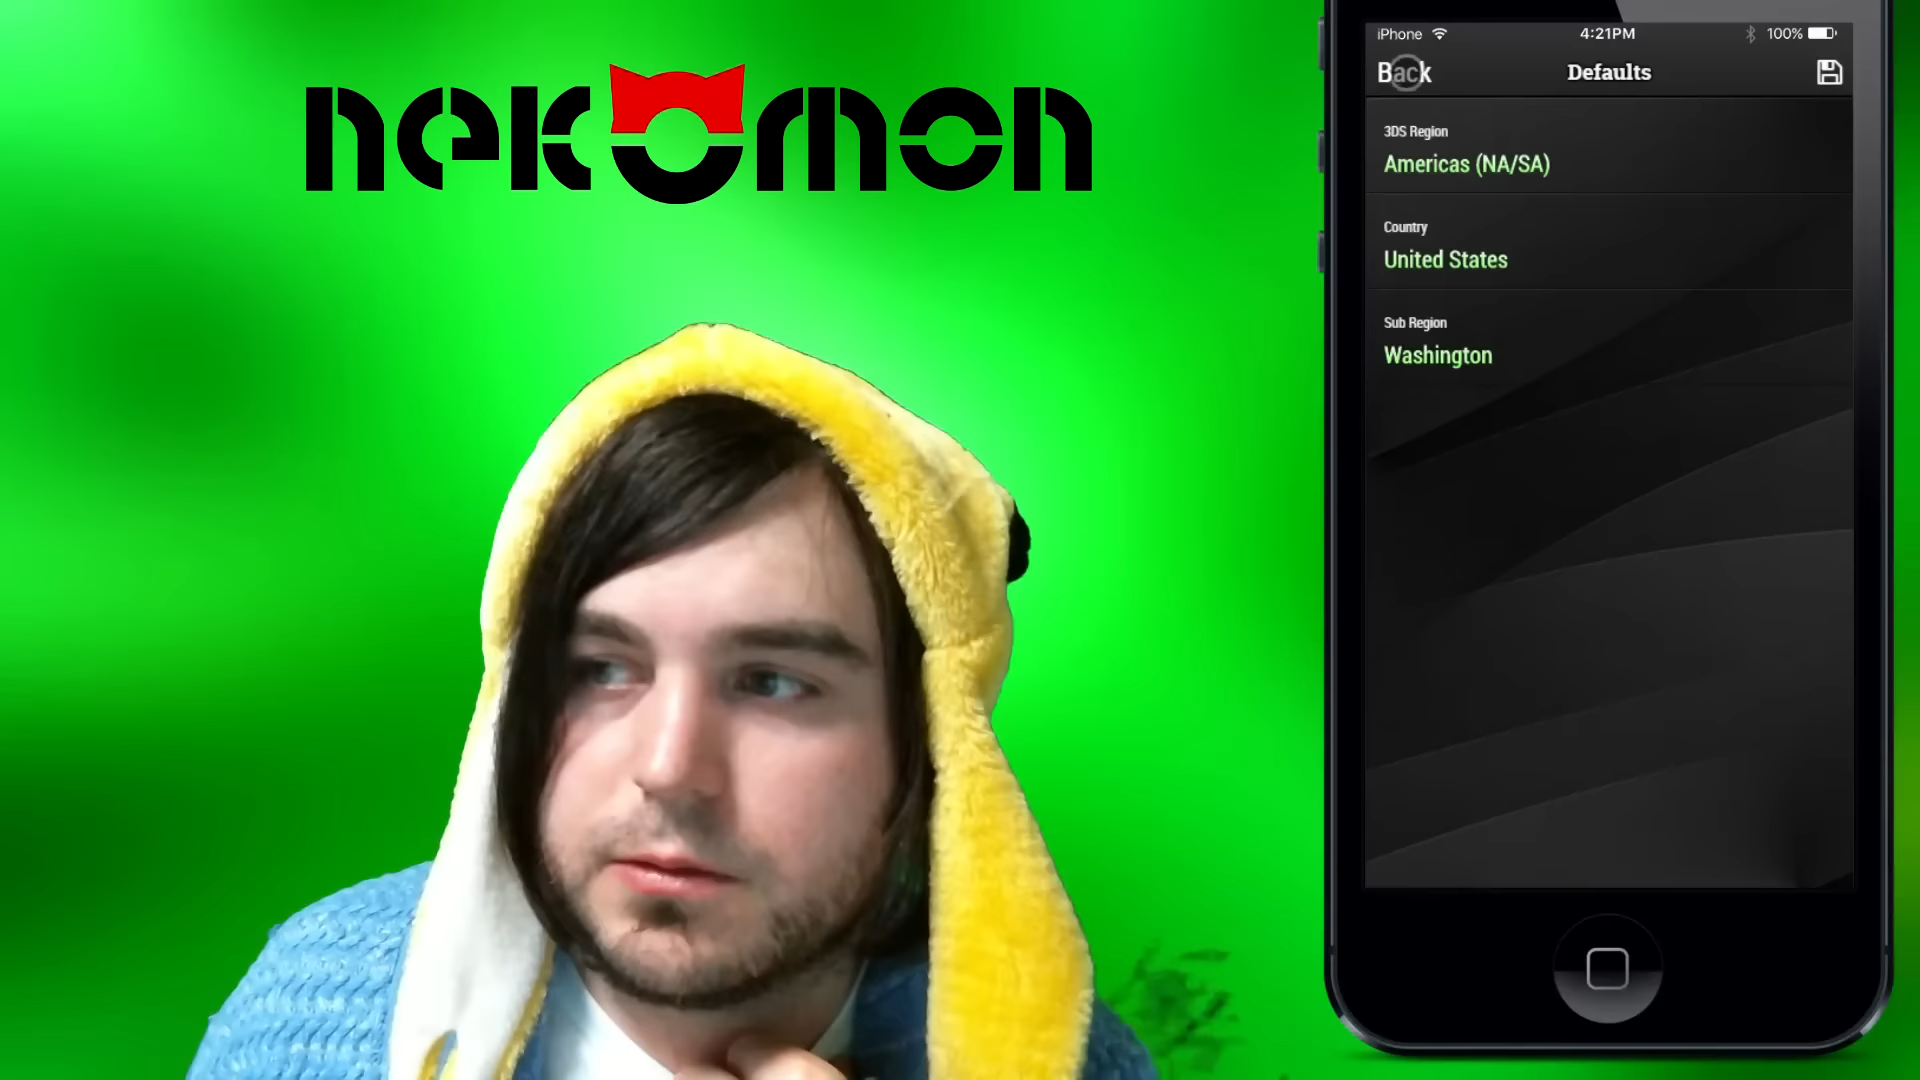 nekomon
iPhone 4:21PM 100%
Back Defaults
3DS Region
Americas (NA/SA)
Country
United States
Sub Region
Washington